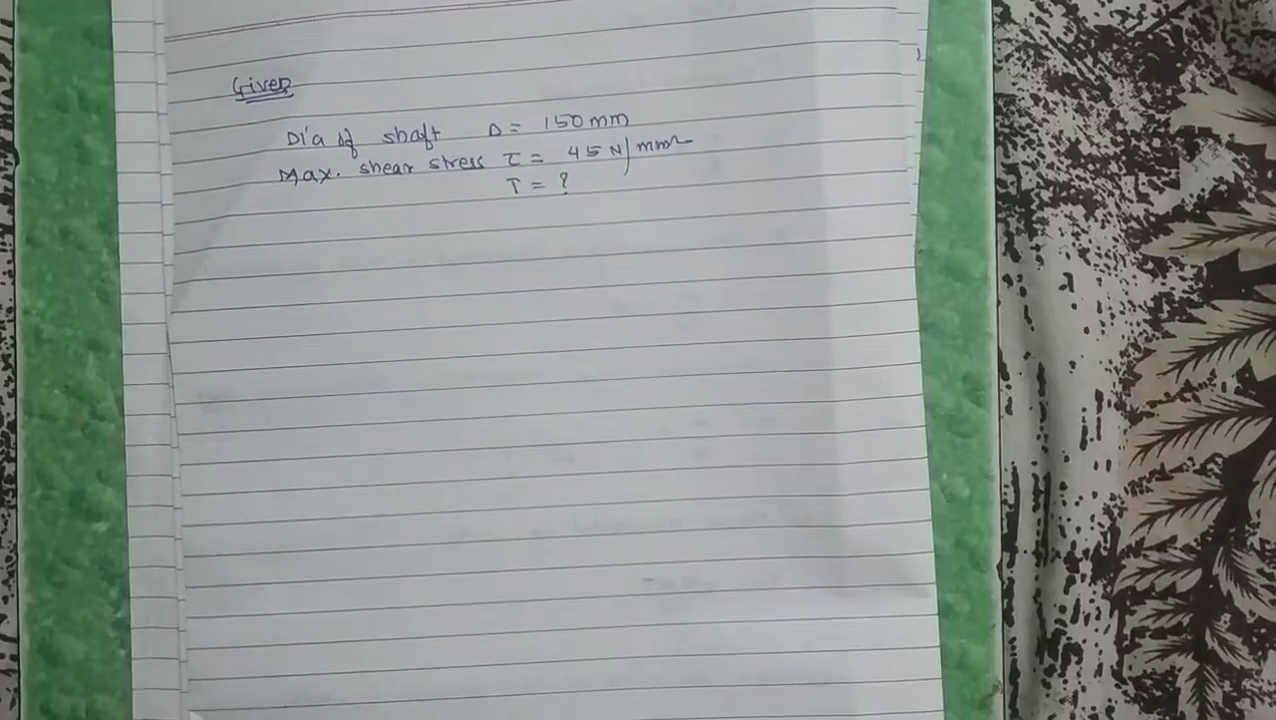 Given
Dia of shaft D = 150 mm
Max. shear stress τ = 45 N/mm²
T = ?